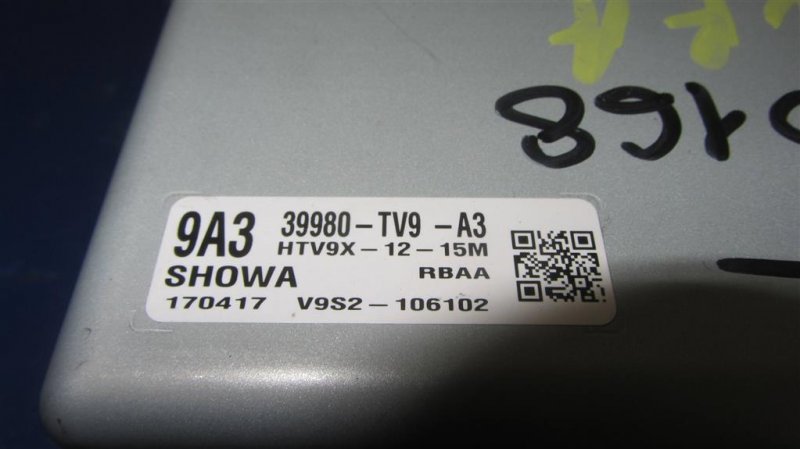 9A3 39980-TV9-A3
HTV9X-12-15M
SHOWA RBAA
170417 V9S2-106102